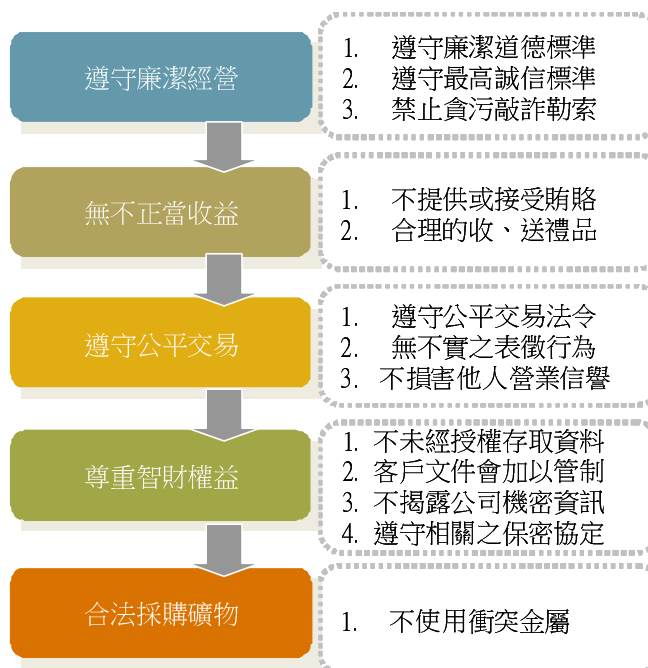 遵守廉潔經營
1. 遵守廉潔道德標準
2. 遵守最高誠信標準
3. 禁止貪污敲詐勒索
無不正當收益
1. 不提供或接受賄賂
2. 合理的收、送禮品
遵守公平交易
1. 遵守公平交易法令
2. 無不實之表徵行為
3. 不損害他人營業信譽
尊重智財權益
1. 不未經授權存取資料
2. 客戶文件會加以管制
3. 不揭露公司機密資訊
4. 遵守相關之保密協定
合法採購礦物
1. 不使用衝突金屬